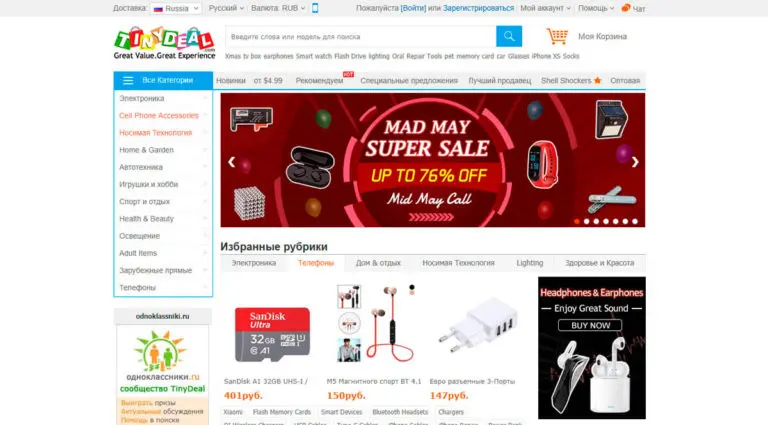 Доставка Russia Русский Валюта: RUB Пожалуйста [Войти] или Зарегистрироваться Мой аккаунт Помощь
TINYDEAL.com
Great Value.Great Experience
Введите слова или модель для поиска
Моя Корзина
Xmas tv box earphones Smart watch Flash Drive lighting Oral Repair Tools pet memory card car Glasses iPhone XS Socks
Все Категории
Новинки от $4.99 Рекомендуем HOT Специальные предложения Лучший продавец Shell Shockers Оптовая
Электроника
Cell Phone Accessories
Носимая Технология
Home & Garden
Автотехника
Игрушки и хобби
Спорт и отдых
Health & Beauty
Освещение
Adult Items
Зарубежные прямые
Телефоны
MAD MAY
SUPER SALE
UP TO 76% OFF
Mid May Call
Избранные рубрики
Электроника Телефоны Дом & отдых Носимая Технология Lighting Здоровье и Красота
odnoklassniki.ru
одноклассники.ru
сообщество TinyDeal
Выиграть призы
Актуальные обсуждения
Помощь в поиске
SanDisk
Ultra
32GB
A1
SanDisk A1 32GB UHS-I /
401руб.
M5 Магнитного спорт BT 4.1
150руб.
Евро разъемные 3-Порты
147руб.
Xiaomi Flash Memory Cards Smart Devices Bluetooth Headsets Chargers
Headphones & Earphones
Enjoy Great Sound
BUY NOW